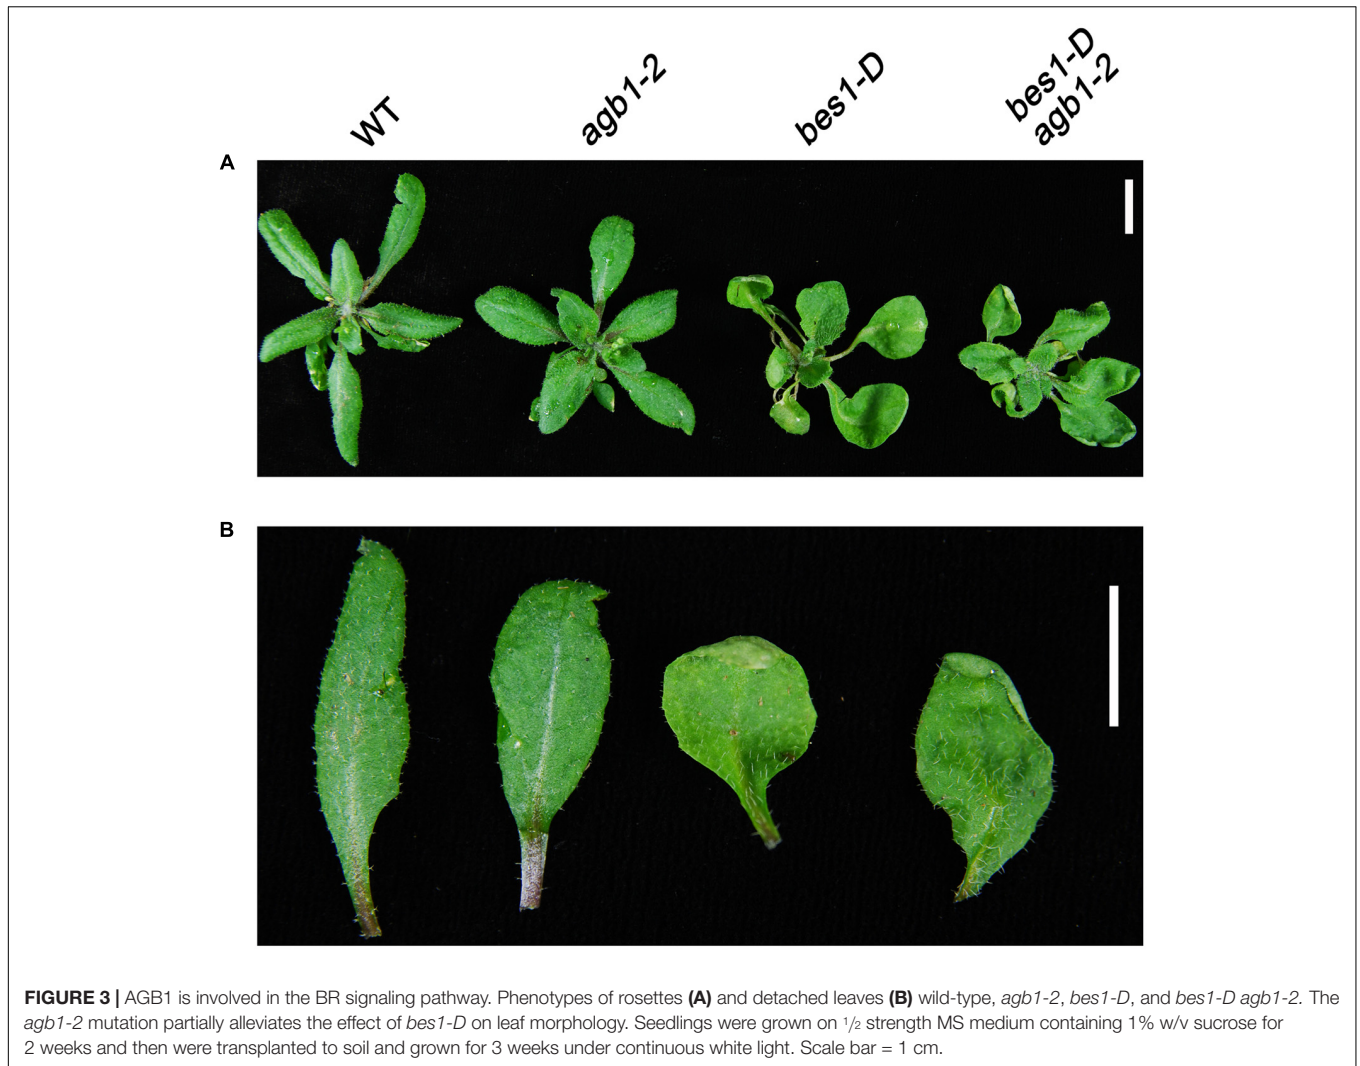 WT
agb1-2
bes1-D
bes1-D
agb1-2
A
B
FIGURE 3 | AGB1 is involved in the BR signaling pathway. Phenotypes of rosettes (A) and detached leaves (B) wild-type, agb1-2, bes1-D, and bes1-D agb1-2. The
agb1-2 mutation partially alleviates the effect of bes1-D on leaf morphology. Seedlings were grown on 1/2 strength MS medium containing 1% w/v sucrose for
2 weeks and then were transplanted to soil and grown for 3 weeks under continuous white light. Scale bar = 1 cm.